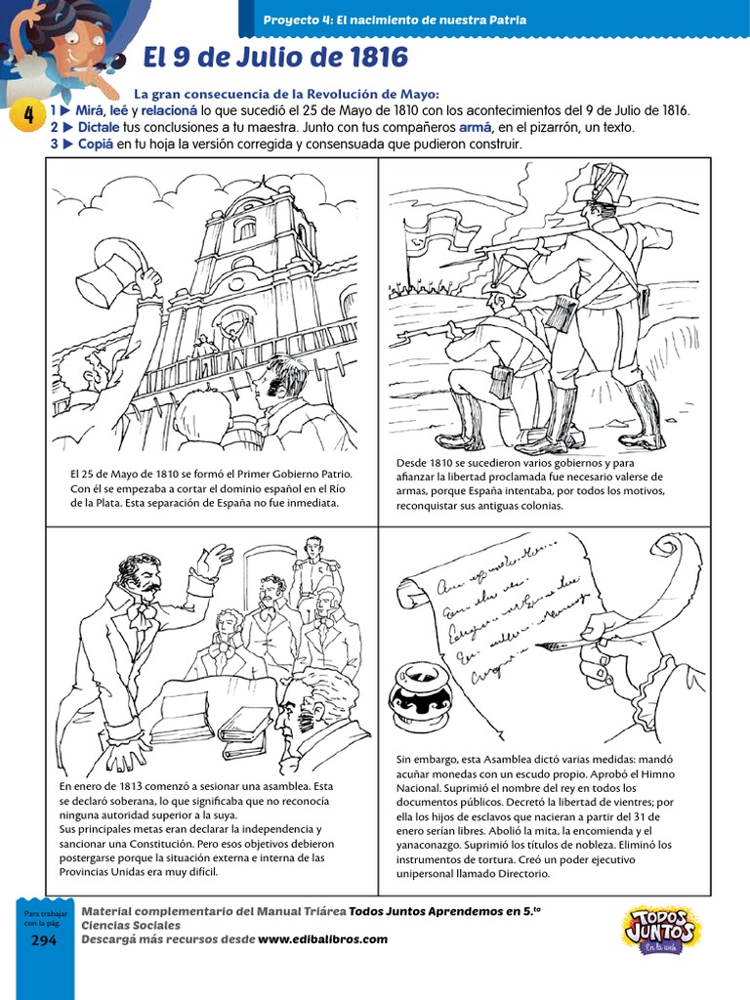 Proyecto 4: El nacimiento de nuestra Patria
El 9 de Julio de 1816
La gran consecuencia de la Revolución de Mayo:
4
1 ▶ Mirá, leé y relacioná lo que sucedió el 25 de Mayo de 1810 con los acontecimientos del 9 de Julio de 1816.
2 ▶ Dictale tus conclusiones a tu maestra. Junto con tus compañeros armá, en el pizarrón, un texto.
3 ▶ Copiá en tu hoja la versión corregida y consensuada que pudieron construir.
El 25 de Mayo de 1810 se formó el Primer Gobierno Patrio.
Con él se empezaba a cortar el dominio español en el Río
de la Plata. Esta separación de España no fue inmediata.
Desde 1810 se sucedieron varios gobiernos y para
afianzar la libertad proclamada fue necesario valerse de
armas, porque España intentaba, por todos los motivos,
reconquistar sus antiguas colonias.
En enero de 1813 comenzó a sesionar una asamblea. Esta
se declaró soberana, lo que significaba que no reconocía
ninguna autoridad superior a la suya.
Sus principales metas eran declarar la independencia y
sancionar una Constitución. Pero esos objetivos debieron
postergarse porque la situación externa e interna de las
Provincias Unidas era muy difícil.
Sin embargo, esta Asamblea dictó varias medidas: mandó
acuñar monedas con un escudo propio. Aprobó el Himno
Nacional. Suprimió el nombre del rey en todos los
documentos públicos. Decretó la libertad de vientres; por
ella los hijos de esclavos que nacieran a partir del 31 de
enero serían libres. Abolió la mita, la encomienda y el
yanaconazgo. Suprimió los títulos de nobleza. Eliminó los
instrumentos de tortura. Creó un poder ejecutivo
unipersonal llamado Directorio.
Para trabajar
con la pág.
294
Material complementario del Manual Triárea Todos Juntos Aprendemos en 5.to
Ciencias Sociales
Descargá más recursos desde www.edibalibros.com
TODOS
JUNTOS
En la web